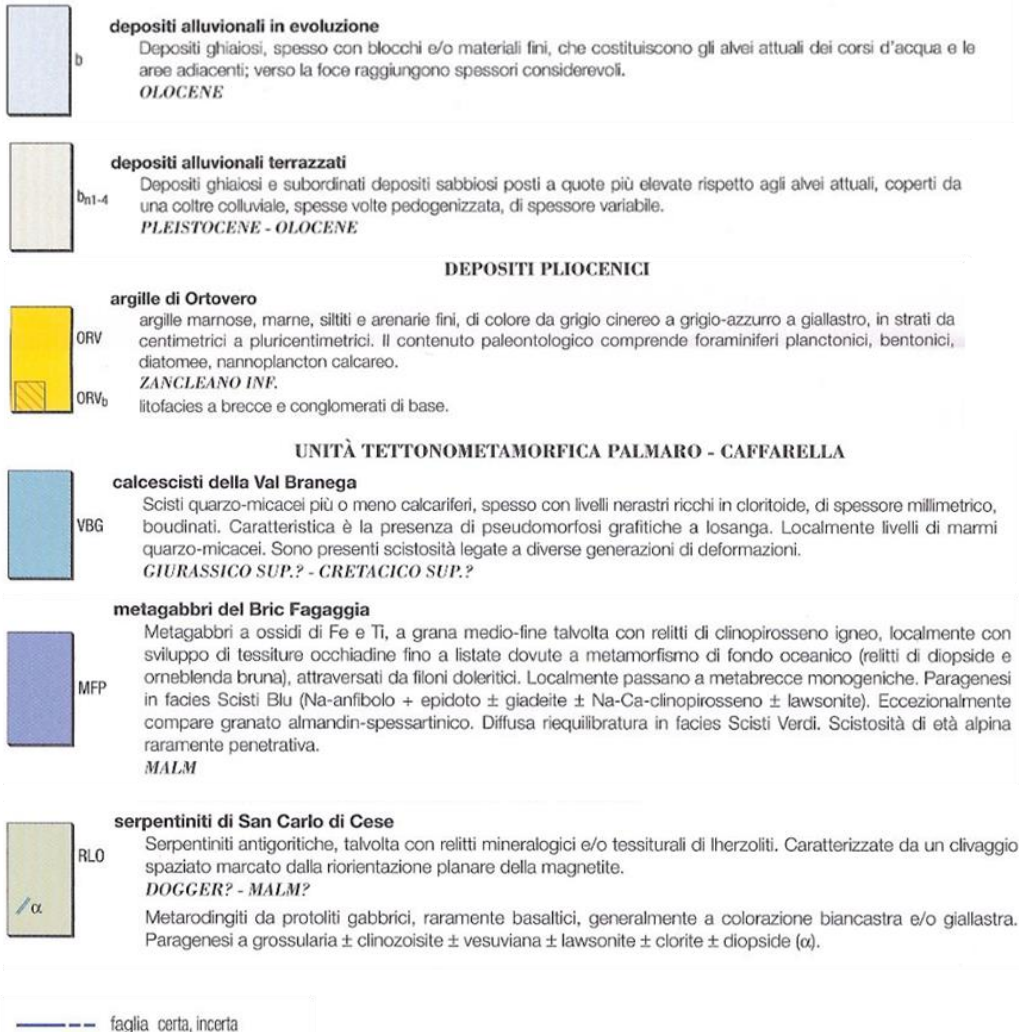 depositi alluvionali in evoluzione
Depositi ghiaiosi, spesso con blocchi e/o materiali fini, che costituiscono gli alvei attuali dei corsi d'acqua e le
b
aree adiacenti; verso la foce raggiungono spessori considerevoli.
OLOCENE
depositi alluvionali terrazzati
Depositi ghiaiosi e subordinati depositi sabbiosi posti a quote più elevate rispetto agli alvei attuali, coperti da
bn1-4
una coltre colluviale, spesse volte pedogenizzata, di spessore variabile.
PLEISTOCENE - OLOCENE
DEPOSITI PLIOCENICI
argille di Ortovero
argille marnose, marne, siltiti e arenarie fini, di colore da grigio cinereo a grigio-azzurro a giallastro, in strati da
ORV
centimetrici a pluricentimetrici. Il contenuto paleontologico comprende foraminiferi planctonici, bentonici,
diatomee, nannoplancton calcareo.
ZANCLEANO INF.
ORVb
litofacies a brecce e conglomerati di base.
UNITÀ TETTONOMETAMORFICA PALMARO - CAFFARELLA
calcescisti della Val Branega
Scisti quarzo-micacei più o meno calcariferi, spesso con livelli nerastri ricchi in cloritoide, di spessore millimetrico,
VBG
boudinati. Caratteristica è la presenza di pseudomorfosi grafitiche a losanga. Localmente livelli di marmi
quarzo-micacei. Sono presenti scistosità legate a diverse generazioni di deformazioni.
GIURASSICO SUP.? - CRETACICO SUP.?
metagabbri del Bric Fagaggia
Metagabbri a ossidi di Fe e Ti, a grana medio-fine talvolta con relitti di clinopirosseno igneo, localmente con
sviluppo di tessiture occhiadine fino a listate dovute a metamorfismo di fondo oceanico (relitti di diopside e
orneblenda bruna), attraversati da filoni doleritici. Localmente passano a metabrecce monogeniche. Paragenesi
MFP
in facies Scisti Blu (Na-anfibolo + epidoto ± giadeite ± Na-Ca-clinopirosseno ± lawsonite). Eccezionalmente
compare granato almandin-spessartinico. Diffusa riequilibratura in facies Scisti Verdi. Scistosità di età alpina
raramente penetrativa.
MALM
serpentiniti di San Carlo di Cese
Serpentiniti antigoritiche, talvolta con relitti mineralogici e/o tessiturali di lherzoliti. Caratterizzate da un clivaggio
RLO
spaziato marcato dalla riorientazione planare della magnetite.
DOGGER? - MALM?
α
Metarodingiti da protoliti gabbrici, raramente basaltici, generalmente a colorazione biancastra e/o giallastra.
Paragenesi a grossularia ± clinozoisite ± vesuviana ± lawsonite ± clorite ± diopside (α).
faglia certa, incerta